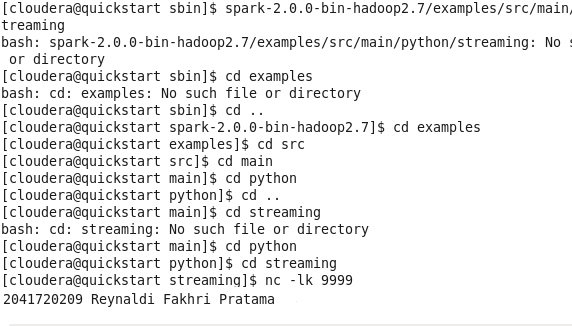 [cloudera@quickstart sbin]$ spark-2.0.0-bin-hadoop2.7/examples/src/main/
treaming
bash: spark-2.0.0-bin-hadoop2.7/examples/src/main/python/streaming: No s
or directory
[cloudera@quickstart sbin]$ cd examples
bash: cd: examples: No such file or directory
[cloudera@quickstart sbin]$ cd ..
[cloudera@quickstart spark-2.0.0-bin-hadoop2.7]$ cd examples
[cloudera@quickstart examples]$ cd src
[cloudera@quickstart src]$ cd main
[cloudera@quickstart main]$ cd python
[cloudera@quickstart python]$ cd ..
[cloudera@quickstart main]$ cd streaming
bash: cd: streaming: No such file or directory
[cloudera@quickstart main]$ cd python
[cloudera@quickstart python]$ cd streaming
[cloudera@quickstart streaming]$ nc -lk 9999
2041720209 Reynaldi Fakhri Pratama